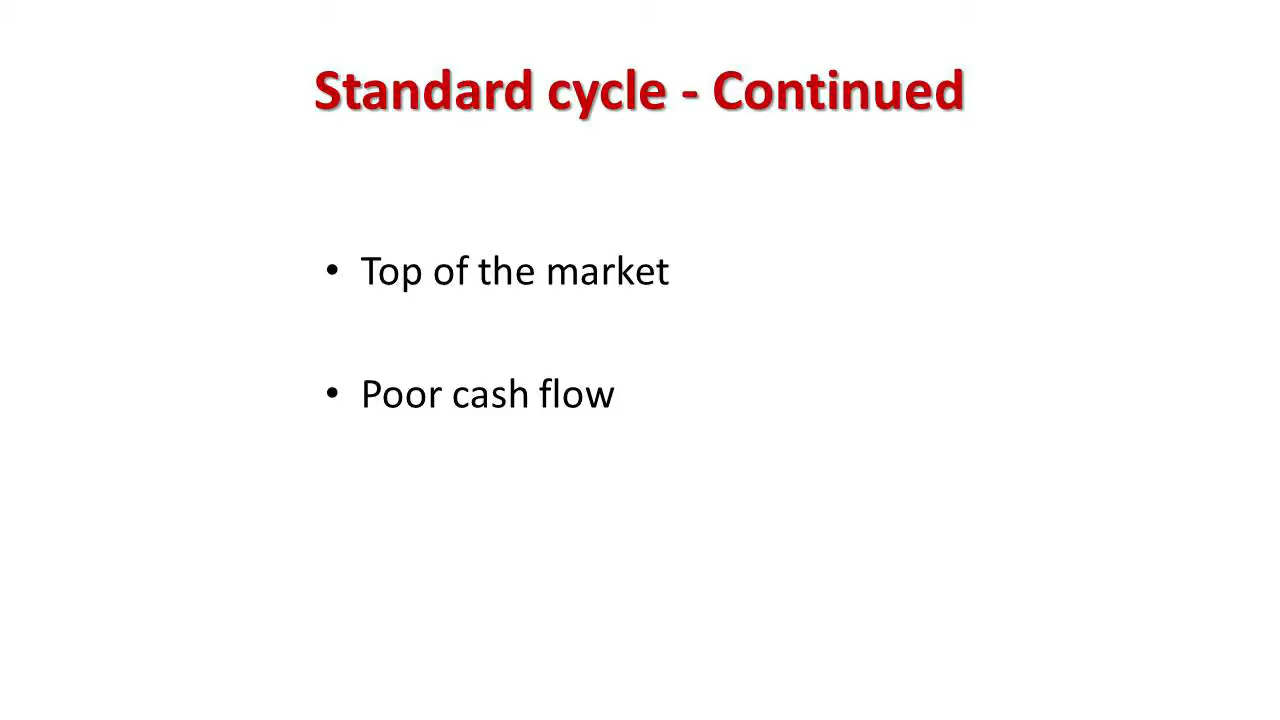 Standard cycle - Continued
• Top of the market
• Poor cash flow